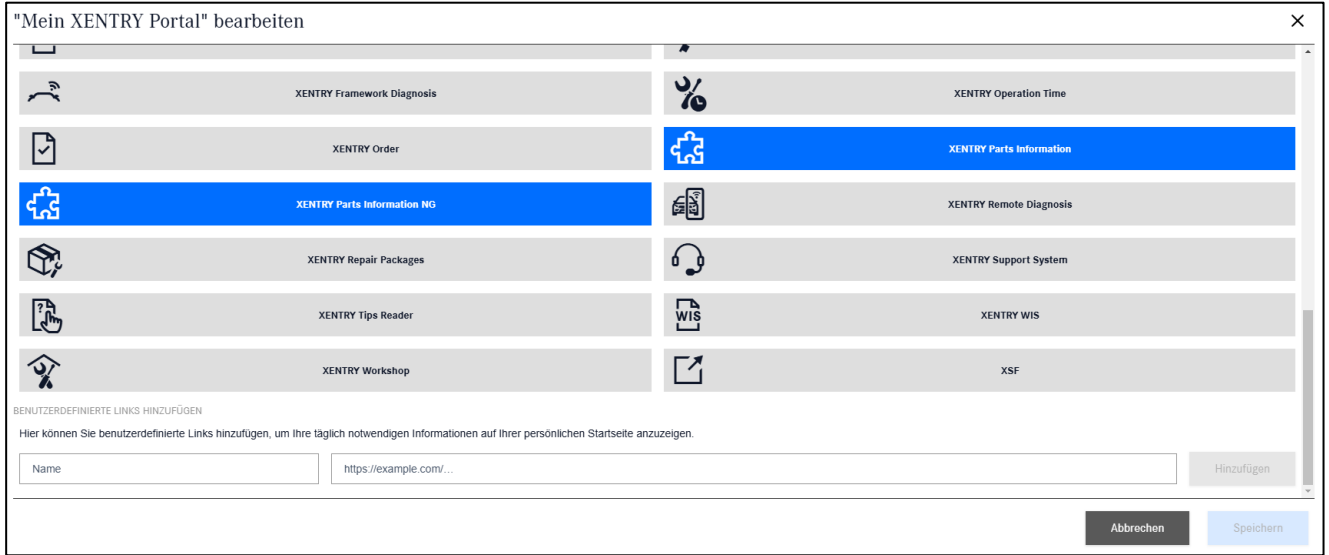 "Mein XENTRY Portal" bearbeiten
XENTRY Framework Diagnosis
XENTRY Operation Time
XENTRY Order
XENTRY Parts Information
XENTRY Parts Information NG
XENTRY Remote Diagnosis
XENTRY Repair Packages
XENTRY Support System
XENTRY Tips Reader
WIS
XENTRY WIS
XENTRY Workshop
XSF
BENUTZERDEFINIERTE LINKS HINZUFÜGEN
Hier können Sie benutzerdefinierte Links hinzufügen, um Ihre täglich notwendigen Informationen auf Ihrer persönlichen Startseite anzuzeigen.
Name
https://example.com/...
Hinzufügen
Abbrechen
Speichern